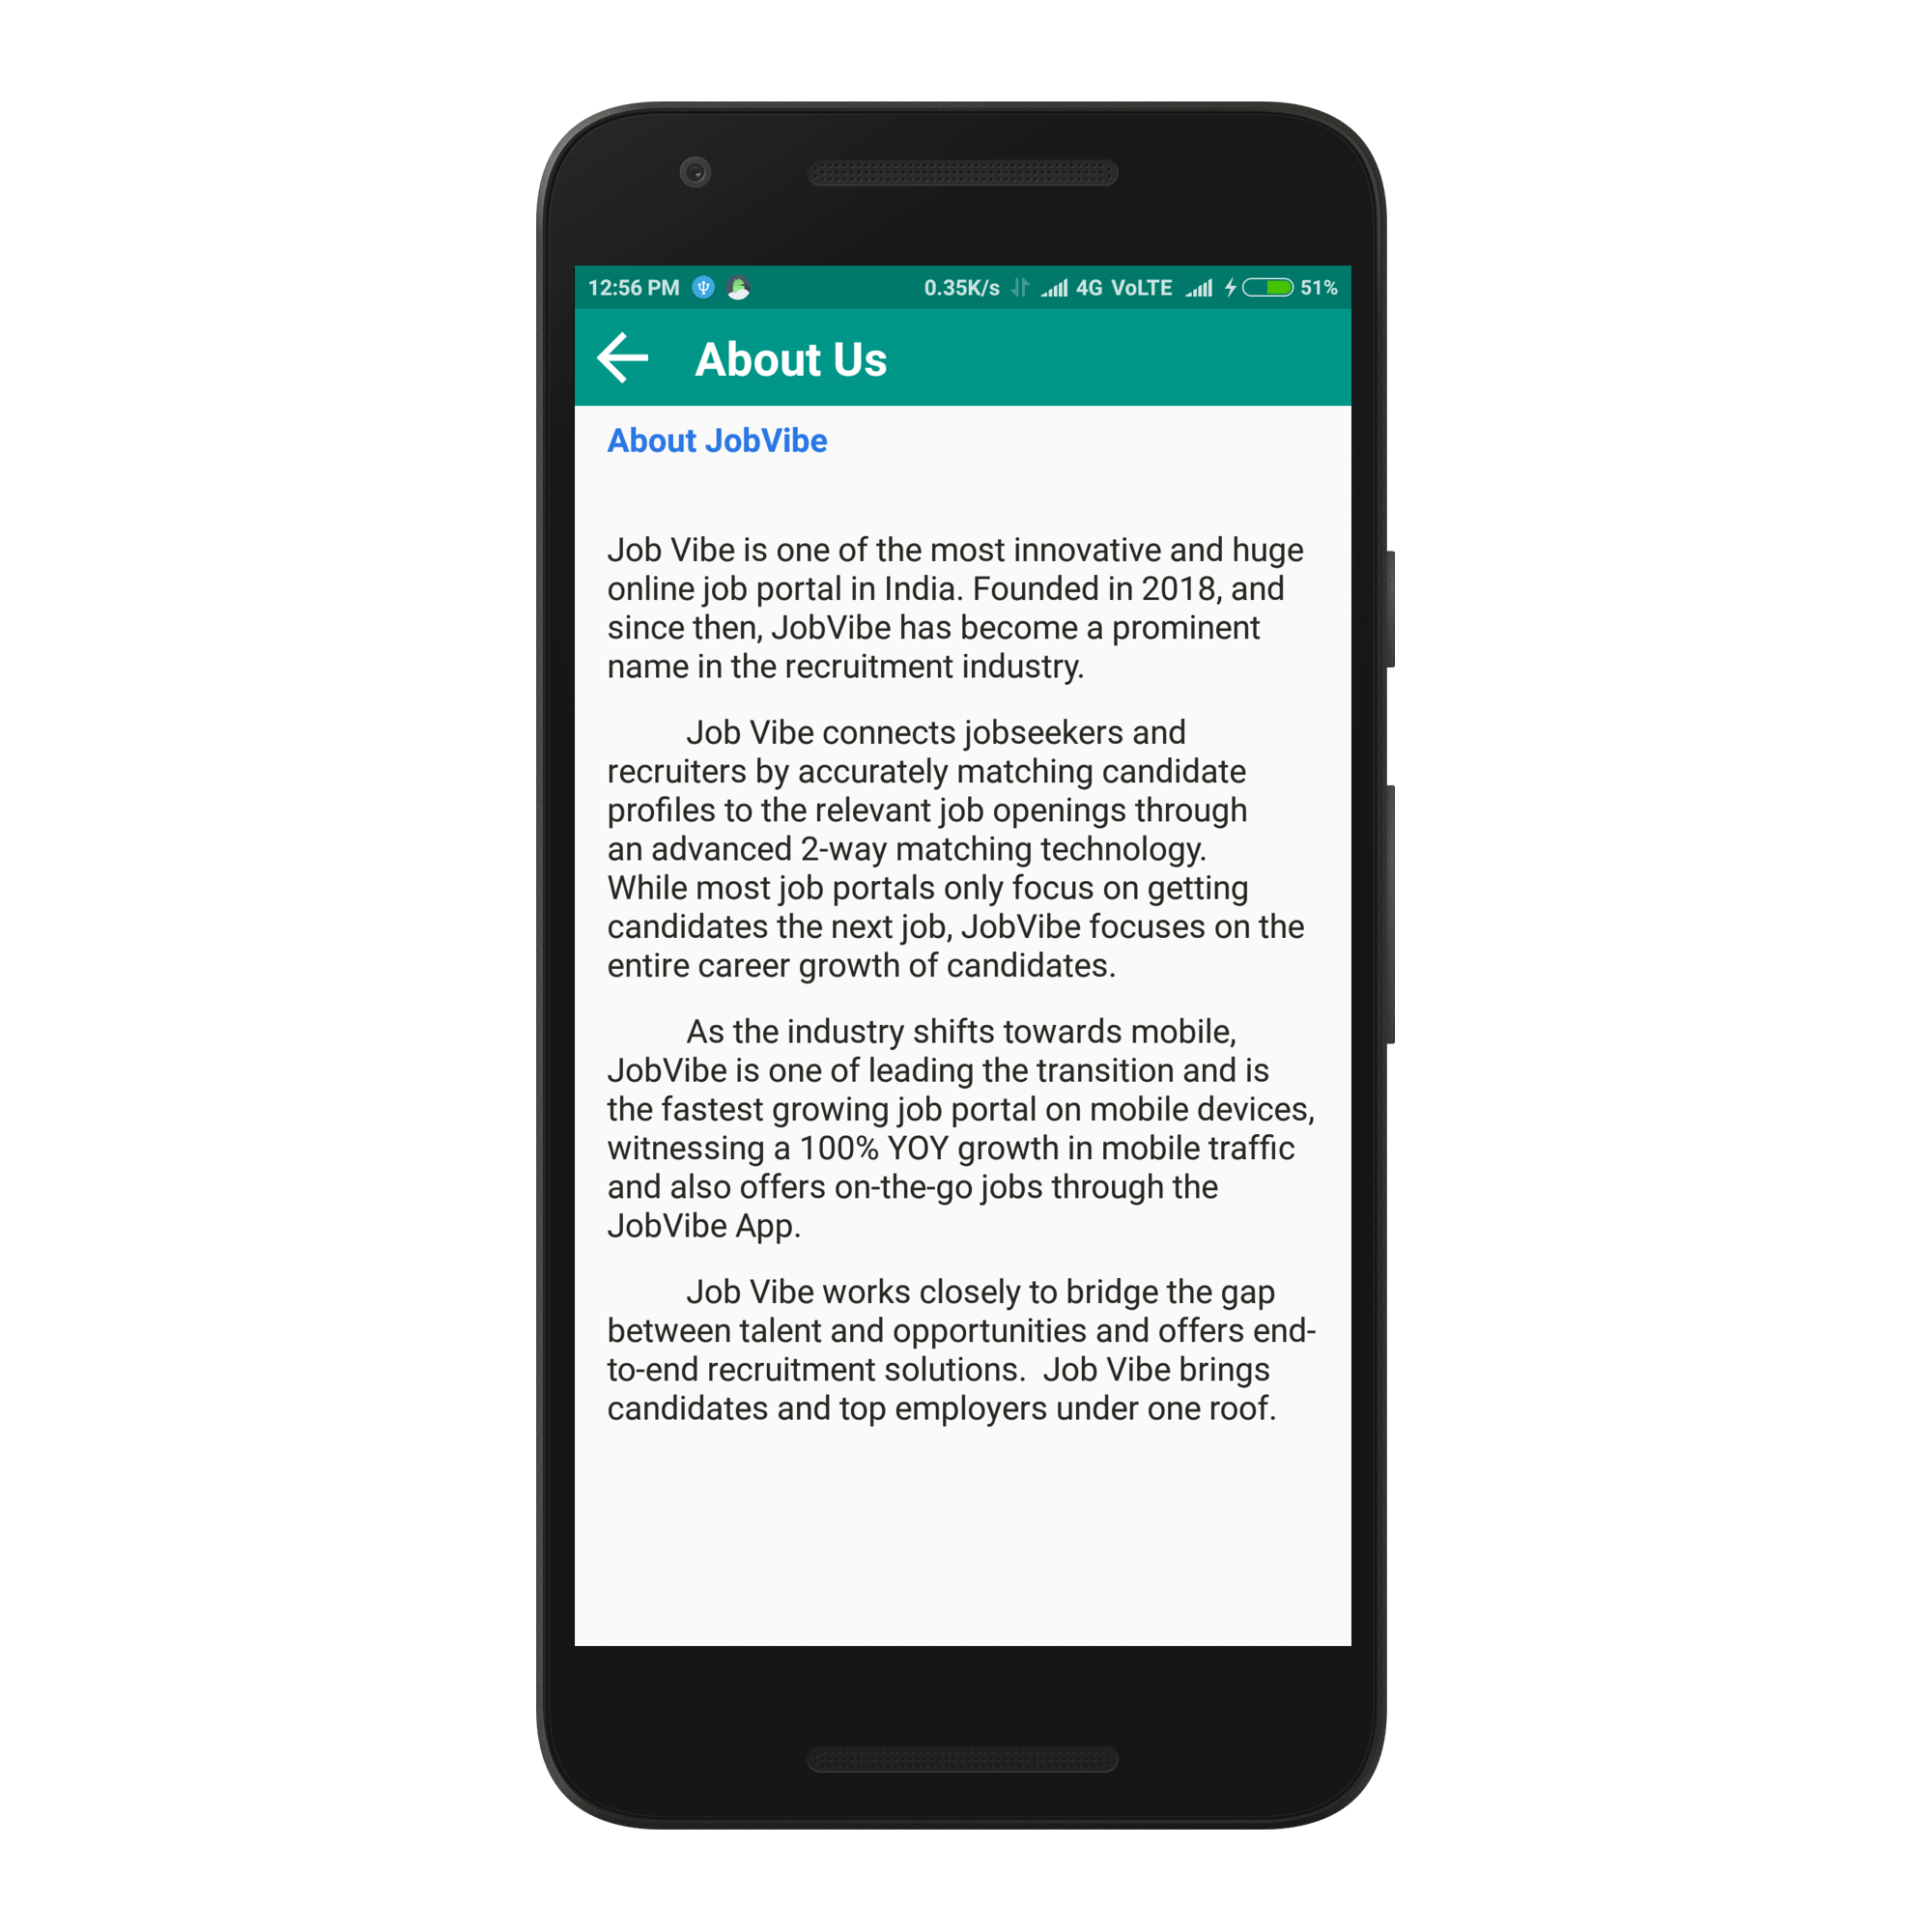 12:56 PM 0.35K/s 4G VoLTE 51%
About Us
About JobVibe
Job Vibe is one of the most innovative and huge
online job portal in India. Founded in 2018, and
since then, JobVibe has become a prominent
name in the recruitment industry.
Job Vibe connects jobseekers and
recruiters by accurately matching candidate
profiles to the relevant job openings through
an advanced 2-way matching technology.
While most job portals only focus on getting
candidates the next job, JobVibe focuses on the
entire career growth of candidates.
As the industry shifts towards mobile,
JobVibe is one of leading the transition and is
the fastest growing job portal on mobile devices,
witnessing a 100% YOY growth in mobile traffic
and also offers on-the-go jobs through the
JobVibe App.
Job Vibe works closely to bridge the gap
between talent and opportunities and offers end-
to-end recruitment solutions.  Job Vibe brings
candidates and top employers under one roof.